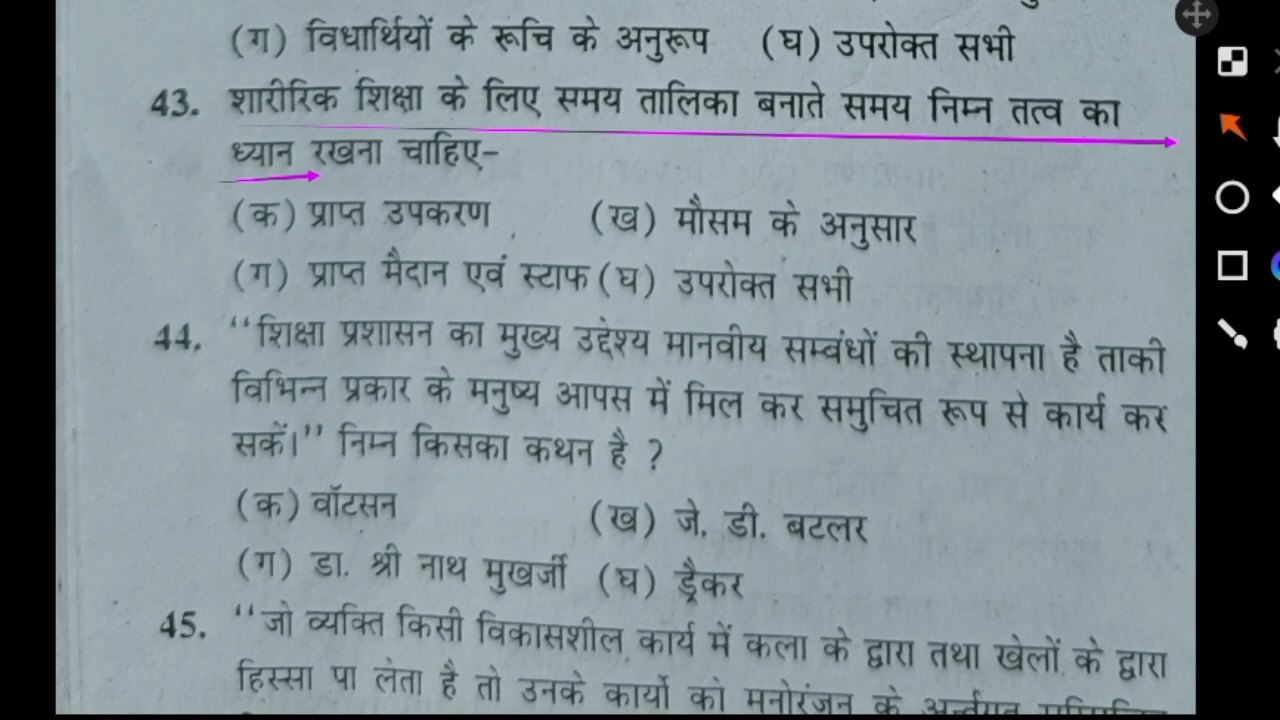 (ग) विधार्थियों के रूचि के अनुरूप (घ) उपरोक्त सभी
43. शारीरिक शिक्षा के लिए समय तालिका बनाते समय निम्न तत्व का
ध्यान रखना चाहिए-
(क) प्राप्त उपकरण (ख) मौसम के अनुसार
(ग) प्राप्त मैदान एवं स्टाफ (घ) उपरोक्त सभी
44. “शिक्षा प्रशासन का मुख्य उद्देश्य मानवीय सम्बंधों की स्थापना है ताकी
विभिन्न प्रकार के मनुष्य आपस में मिल कर समुचित रूप से कार्य कर
सकें।” निम्न किसका कथन है ?
(क) वॉटसन (ख) जे. डी. बटलर
(ग) डा. श्री नाथ मुखर्जी (घ) ड्रैकर
45. “जो व्यक्ति किसी विकासशील कार्य में कला के द्वारा तथा खेलों के द्वारा
हिस्सा पा लेता है तो उनके कार्यो को मनोरंजन के